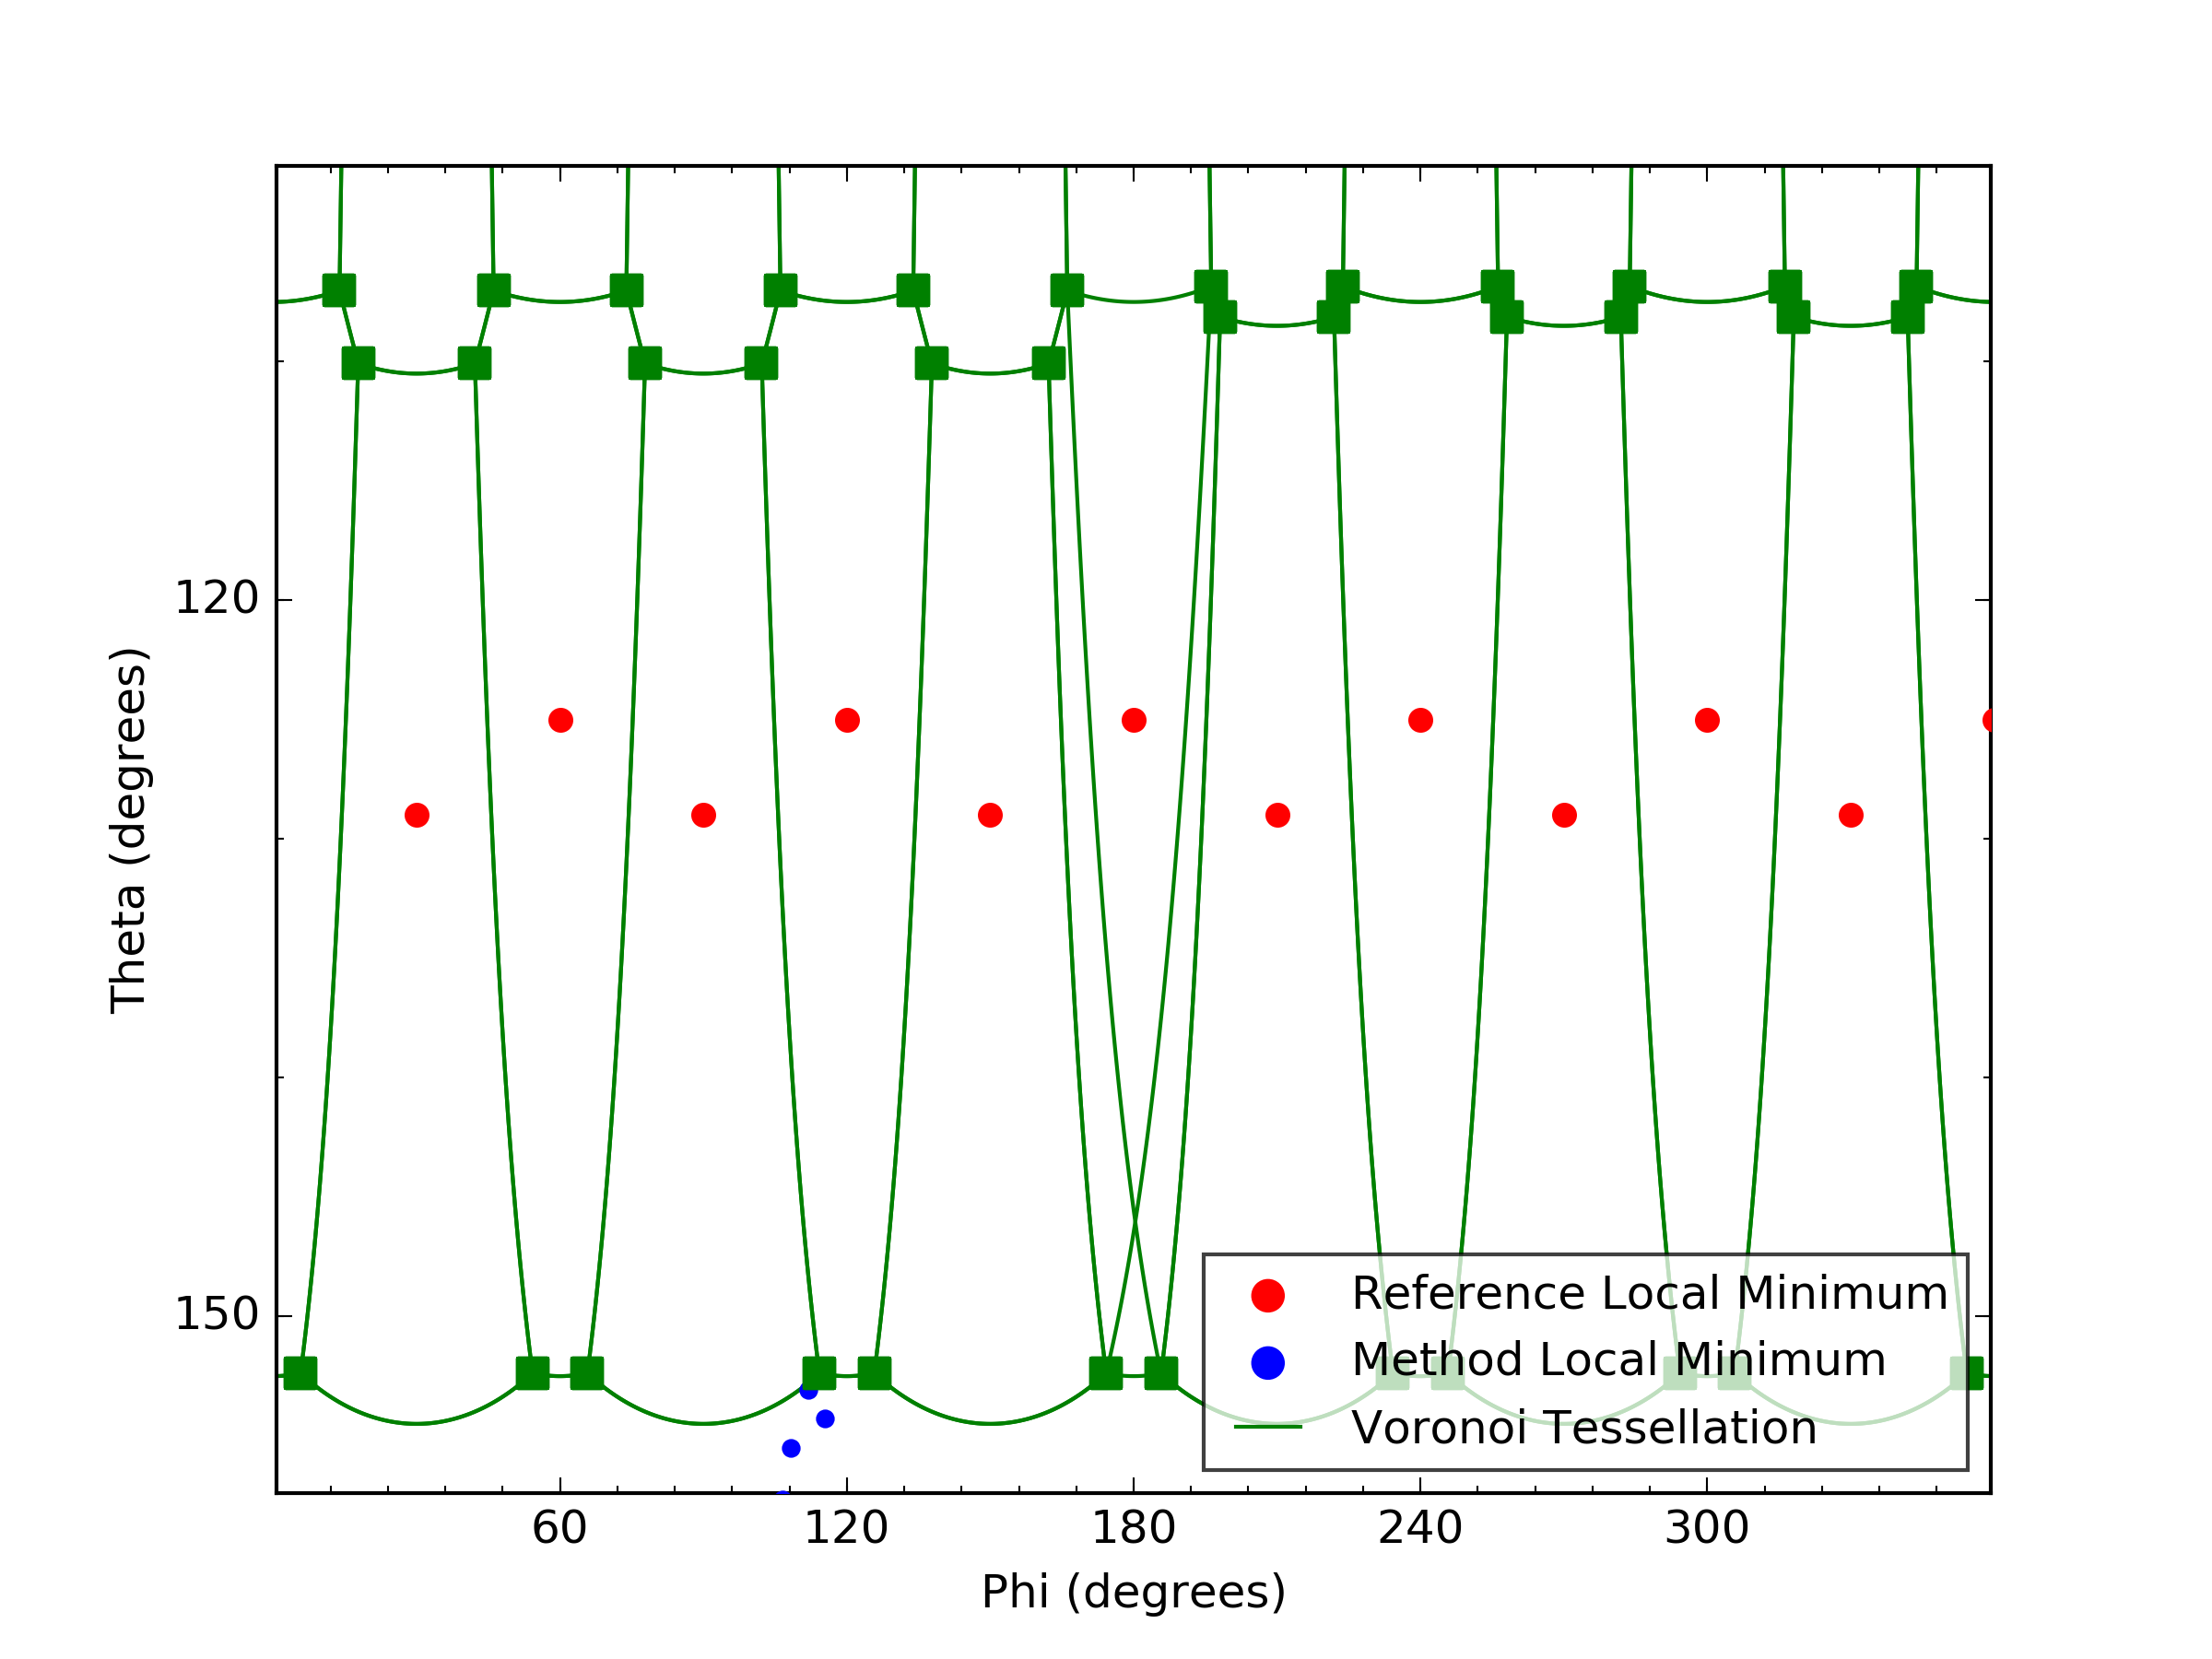 120
150
Theta (degrees)
Reference Local Minimum
Method Local Minimum
Voronoi Tessellation
60 120 180 240 300
Phi (degrees)